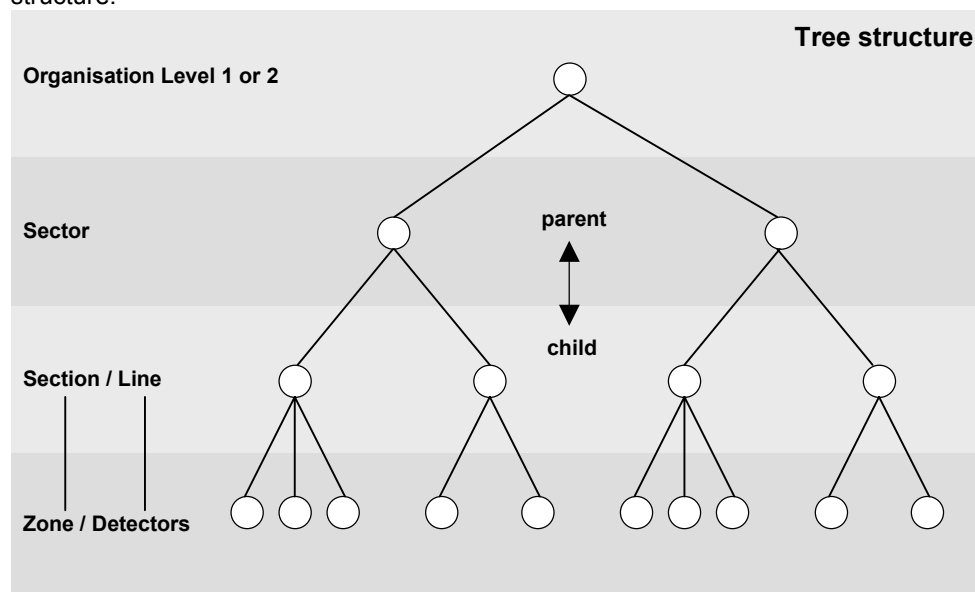 structure.
Tree structure
Organisation Level 1 or 2
Sector
parent
child
Section / Line
Zone / Detectors